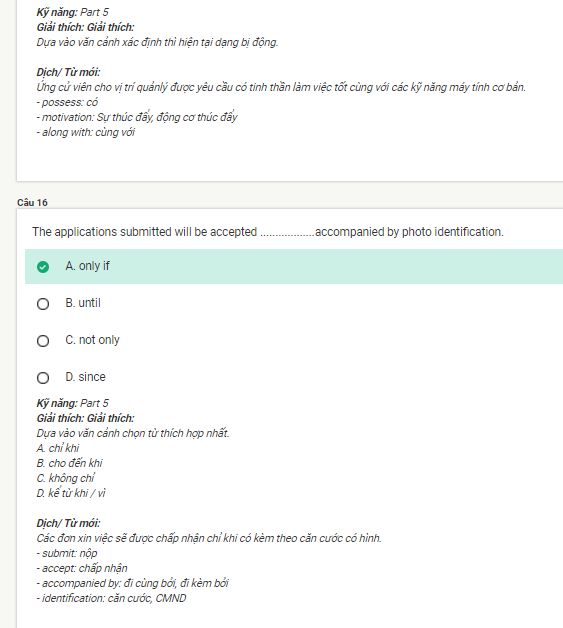 Kỹ năng: Part 5
Giải thích: Giải thích:
Dựa vào văn cảnh xác định thì hiện tại dạng bị động.
Dịch/ Từ mới:
Ứng cử viên cho vị trí quảnlý được yêu cầu có tinh thần làm việc tốt cùng với các kỹ năng máy tính cơ bản.
- possess: có
- motivation: Sự thúc đẩy, động cơ thúc đẩy
- along with: cùng với
Câu 16
The applications submitted will be accepted ..................accompanied by photo identification.
A. only if
B. until
C. not only
D. since
Kỹ năng: Part 5
Giải thích: Giải thích:
Dựa vào văn cảnh chọn từ thích hợp nhất.
A. chỉ khi
B. cho đến khi
C. không chỉ
D. kể từ khi / vì
Dịch/ Từ mới:
Các đơn xin việc sẽ được chấp nhận chỉ khi có kèm theo căn cước có hình.
- submit: nộp
- accept: chấp nhận
- accompanied by: đi cùng bởi, đi kèm bởi
- identification: căn cước, CMND